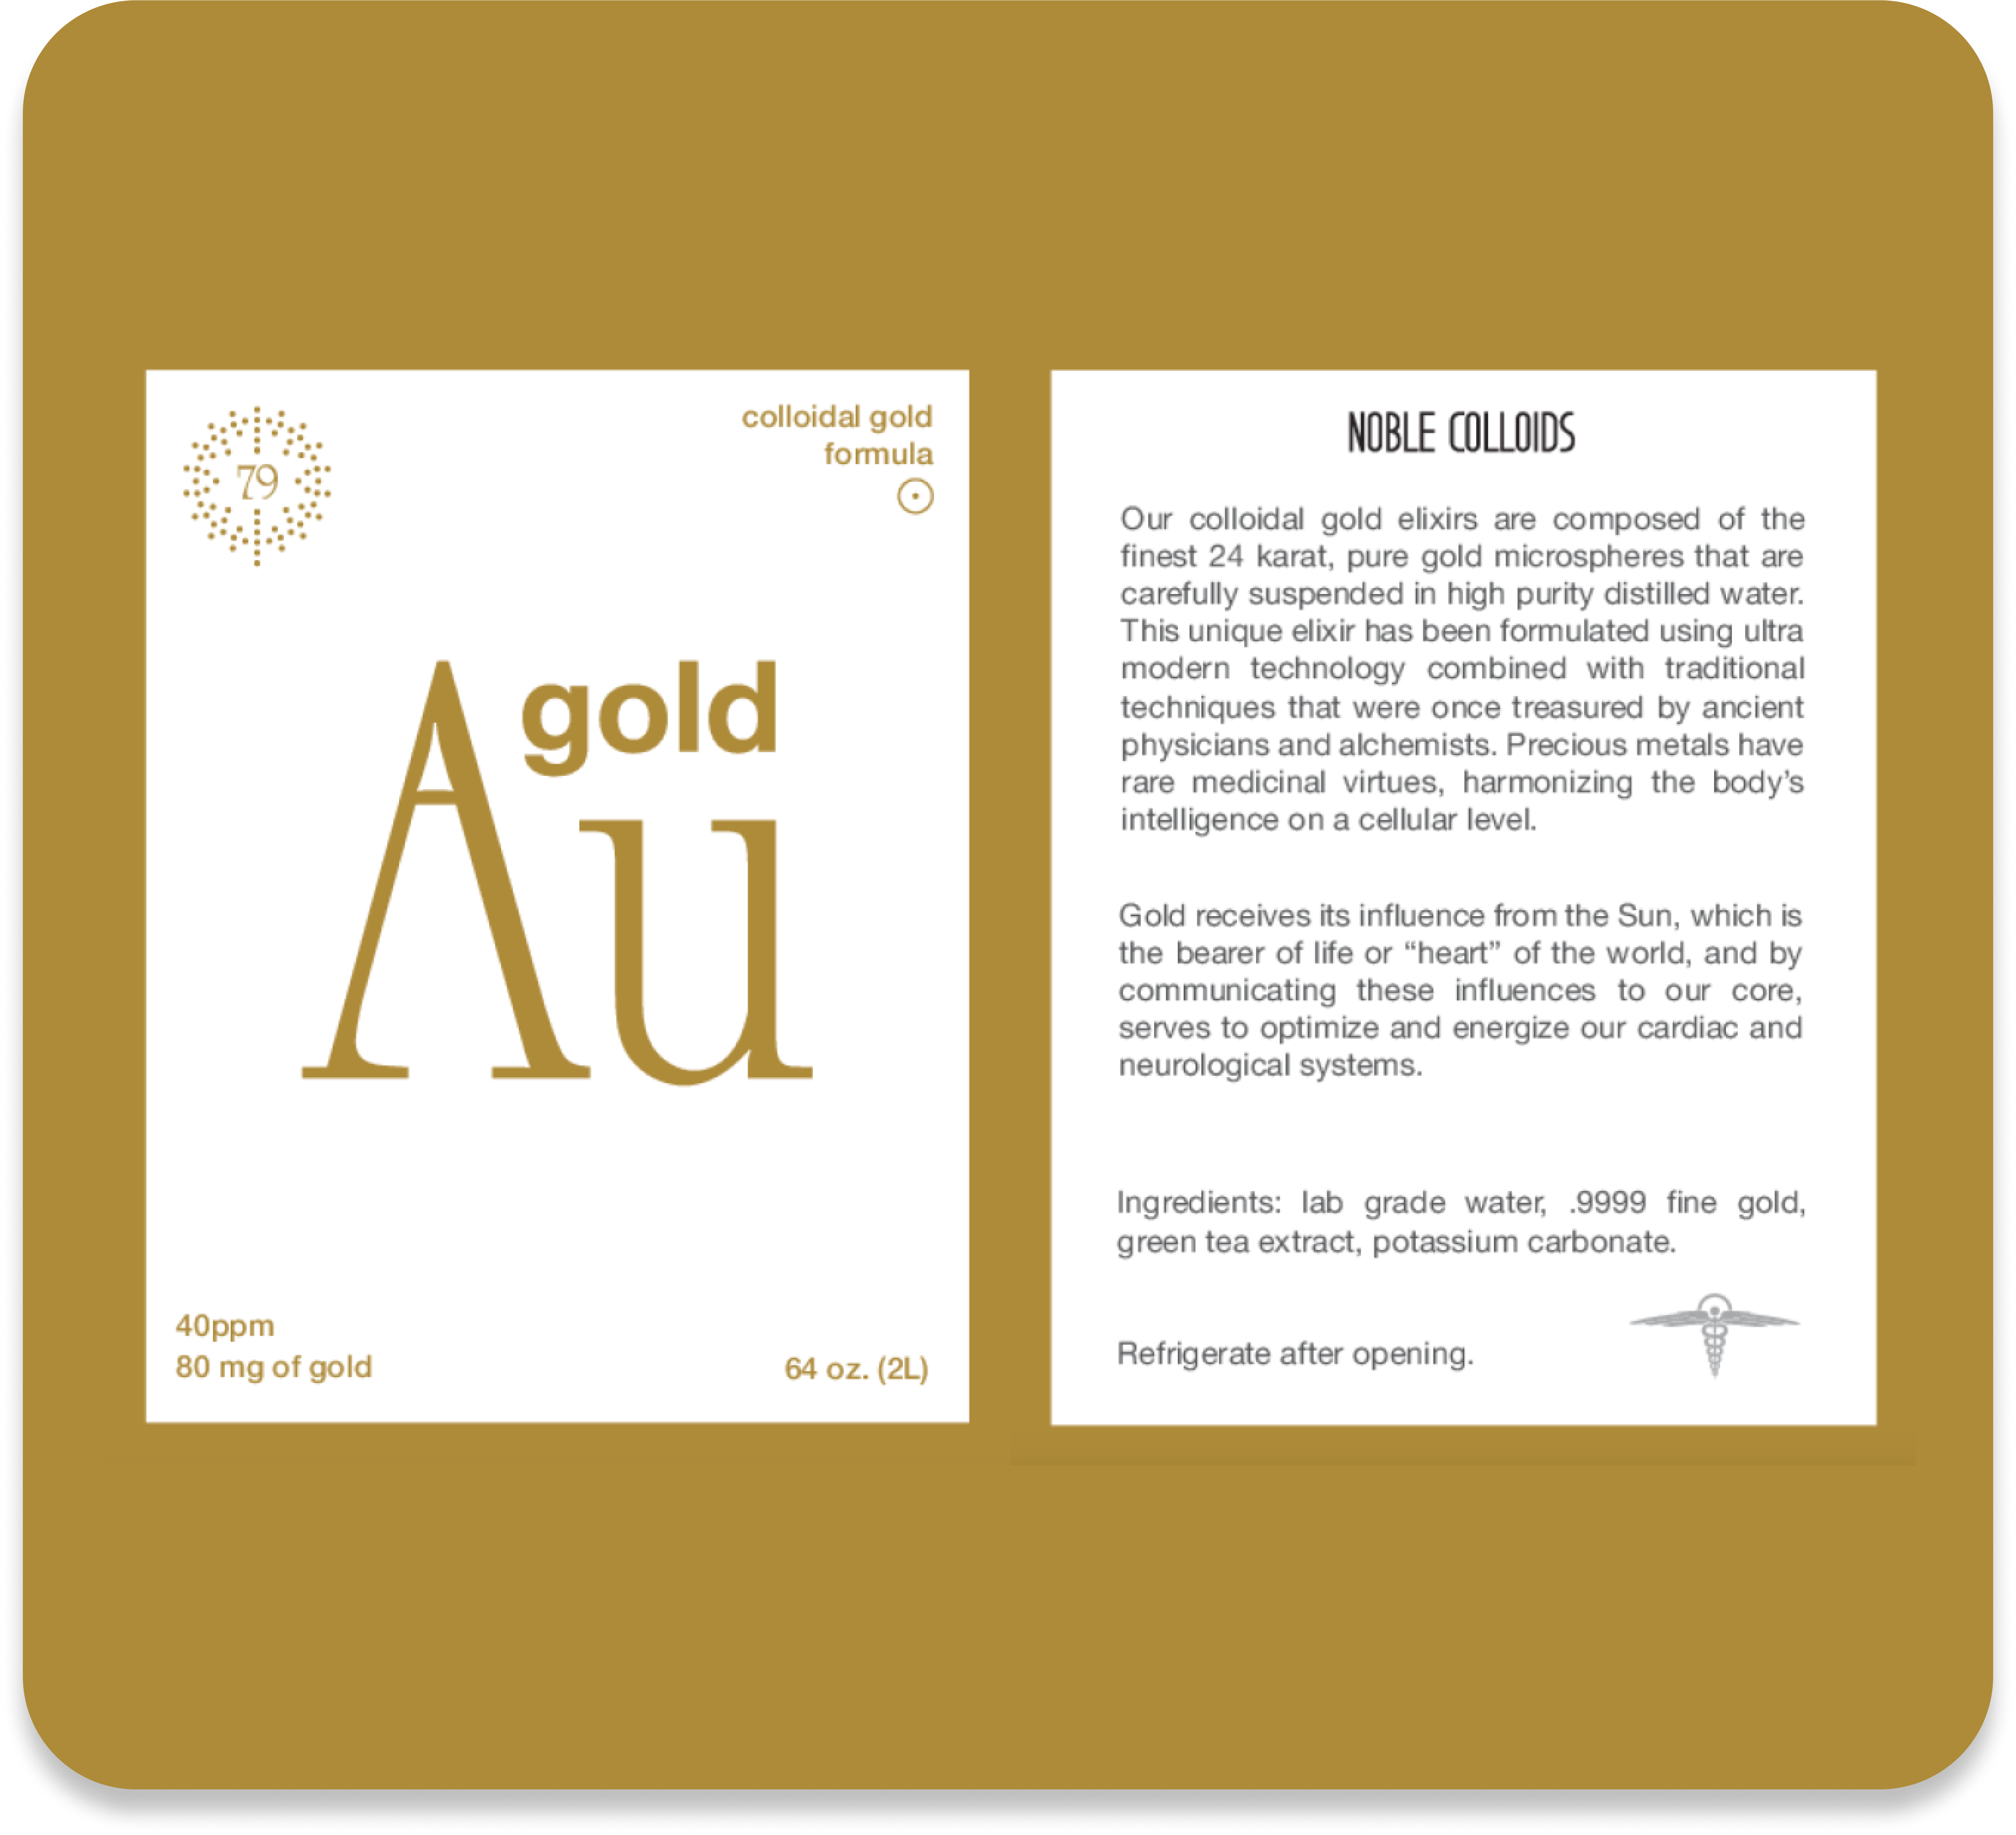 79
colloidal gold
formula
gold
Au
40ppm
80 mg of gold
64 oz. (2L)
NOBLE COLLOIDS
Our colloidal gold elixirs are composed of the
finest 24 karat, pure gold microspheres that are
carefully suspended in high purity distilled water.
This unique elixir has been formulated using ultra
modern technology combined with traditional
techniques that were once treasured by ancient
physicians and alchemists. Precious metals have
rare medicinal virtues, harmonizing the body’s
intelligence on a cellular level.
Gold receives its influence from the Sun, which is
the bearer of life or “heart” of the world, and by
communicating these influences to our core,
serves to optimize and energize our cardiac and
neurological systems.
Ingredients: lab grade water, .9999 fine gold,
green tea extract, potassium carbonate.
Refrigerate after opening.